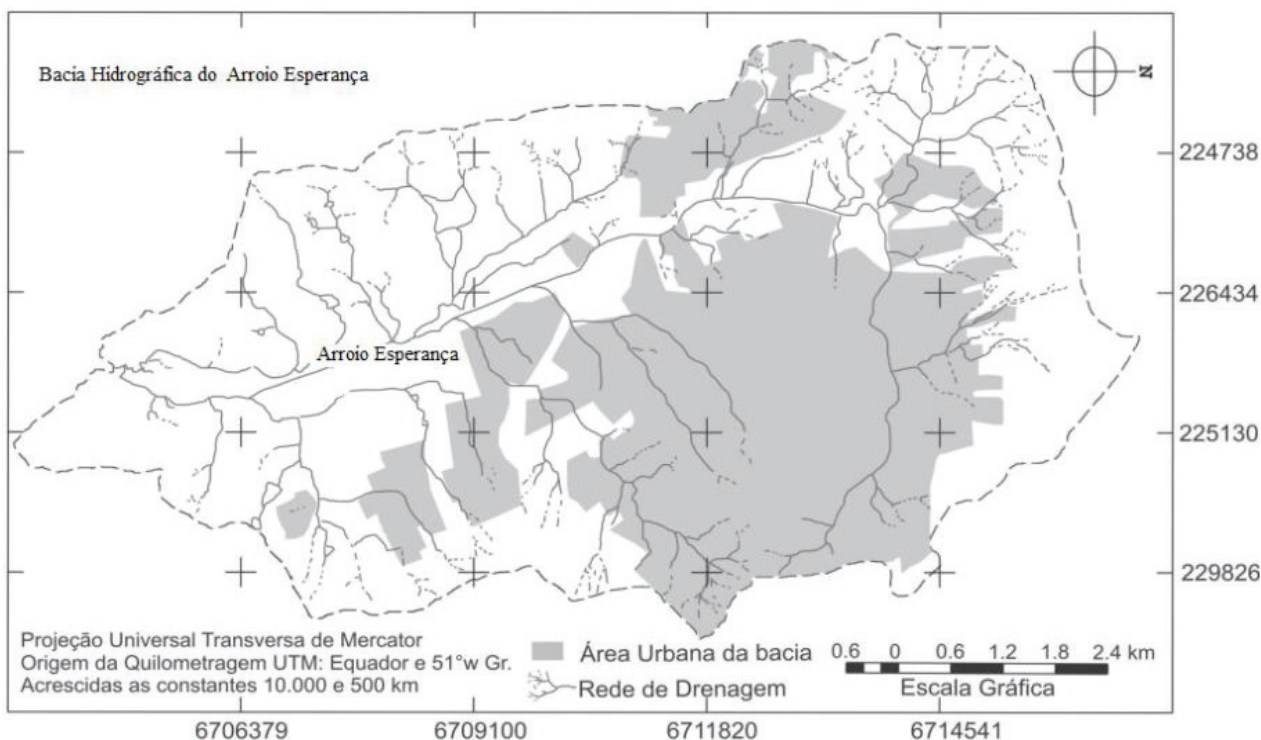 Bacia Hidrográfica do Arroio Esperança
N
224738
226434
Arroio Esperança
225130
229826
Projeção Universal Transversa de Mercator
Origem da Quilometragem UTM: Equador e 51°w Gr.
Acrescidas as constantes 10.000 e 500 km
Área Urbana da bacia
Rede de Drenagem
0.6 0 0.6 1.2 1.8 2.4 km
Escala Gráfica
6706379 6709100 6711820 6714541